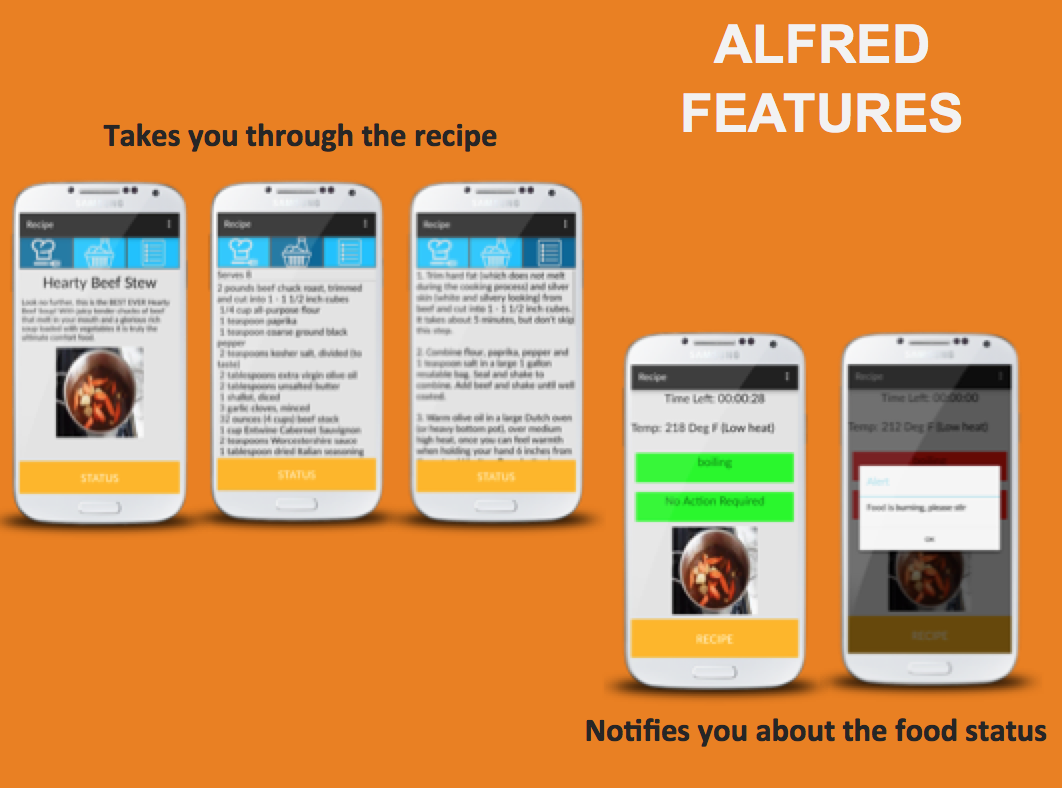 ALFRED
FEATURES
Takes you through the recipe
SAMSUNG
Recipe
Hearty Beef Stew
Look no further, this is the BEST EVER Hearty
Beef Soup! With juicy tender chucks of beef
that melt in your mouth and a glorious rich
soup loaded with vegetables it is truly the
ultimate comfort food.
STATUS
SAMSUNG
Recipe
Serves 8
2 pounds beef chuck roast, trimmed
and cut into 1 - 1 1/2 inch cubes
1/4 cup all-purpose flour
1 teaspoon paprika
1 teaspoon coarse ground black
pepper
2 teaspoons kosher salt, divided (to
taste)
2 tablespoons extra virgin olive oil
2 tablespoons unsalted butter
1 shallot, diced
3 garlic cloves, minced
32 ounces (4 cups) beef stock
1 cup Entwine Cabernet Sauvignon
2 teaspoons Worcestershire sauce
1 tablespoon dried Italian seasoning
STATUS
SAMSUNG
Recipe
1. Trim hard fat (which does not melt
during the cooking process) and silver
skin (white and silvery looking) from
beef and cut into 1 - 1 1/2 inch cubes.
It takes about 5 minutes, but don't skip
this step.
2. Combine flour, paprika, pepper and
1 teaspoon salt in a large 1 gallon
resalable bag. Seal and shake to
combine. Add beef and shake until well
coated.
3. Warm olive oil in a large Dutch oven
(or heavy bottom pot), over medium
high heat, once you can feel warmth
when holding your hand 6 inches from
STATUS
SAMSUNG
Recipe
Time Left: 00:00:28
Temp: 218 Deg F (Low heat)
boiling
No Action Required
RECIPE
SAMSUNG
Recipe
Time Left: 00:00:00
Temp: 212 Deg F (Low heat)
Alert
Food is burning, please stir
OK
RECIPE
Notifies you about the food status